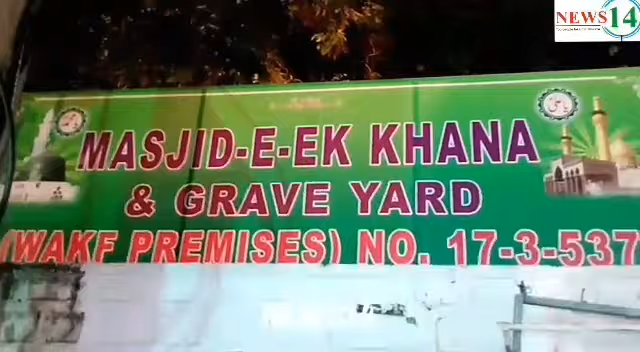 NEWS14
MASJID-E-EK KHANA
& GRAVE YARD
(WAKF PREMISES) NO. 17-3-537